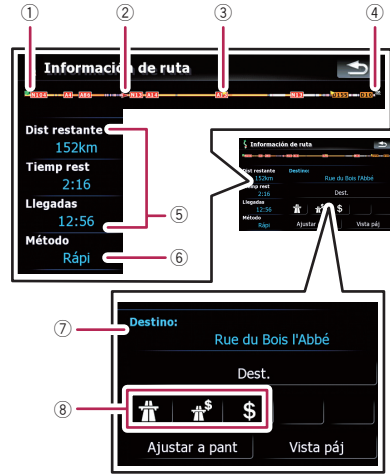 ① ② ③ ④
Información de ruta
Dist restante
152km
Tiemp rest
2:16
Llegadas
12:56
Método
Rápi
⑤
⑥
Información de ruta
Dist restante
152km
Tiemp rest
2:16
Llegadas
12:56
Método
Rápi
Destino:
Rue du Bois l'Abbé
Dest.
$ $
Ajustar
Vista páj
⑦
Destino:
Rue du Bois l'Abbé
Dest.
⑧
$ $
Ajustar a pant
Vista páj